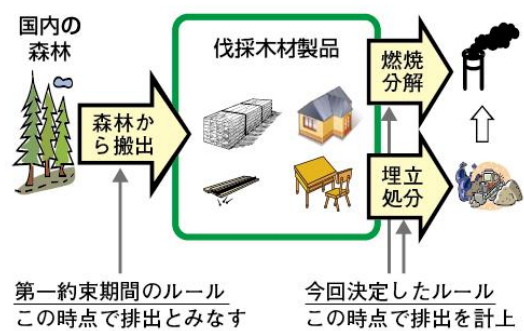 国内の
森林
伐採木材製品
森林か
ら搬出
燃焼
分解
埋立
処分
第一約束期間のルール
この時点で排出とみなす
今回決定したルール
この時点で排出を計上